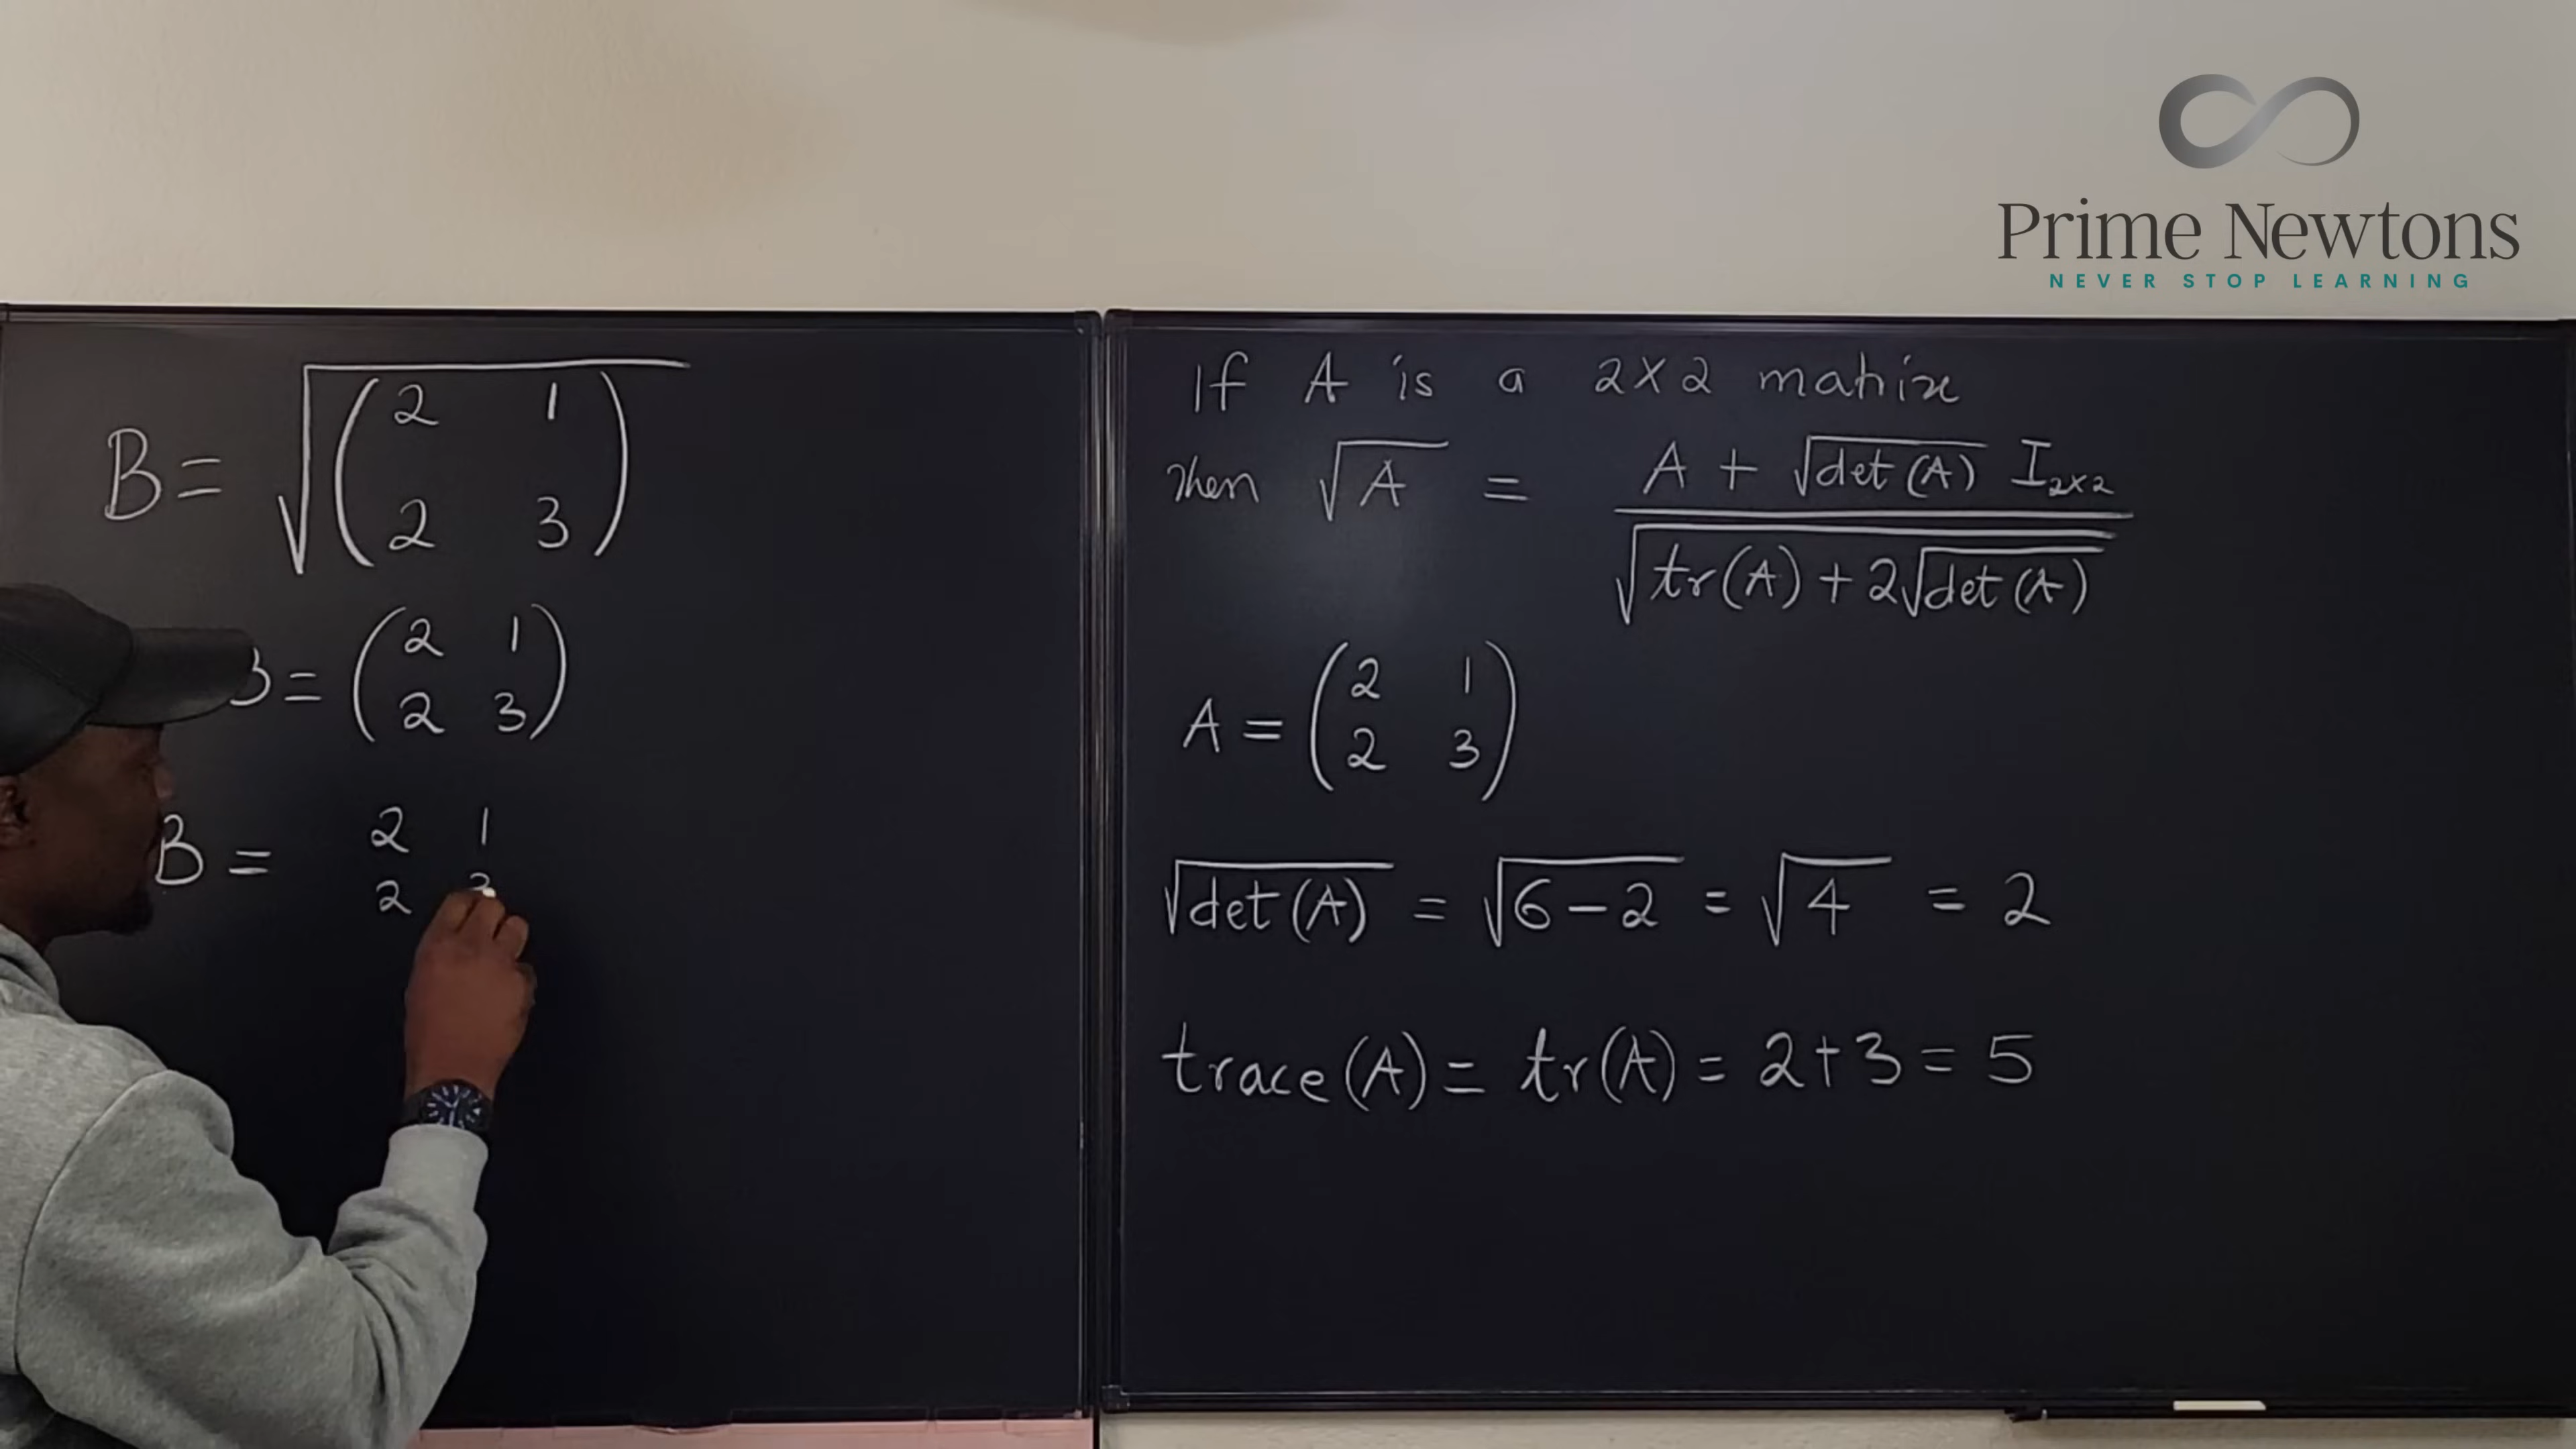 Prime Newtons
NEVER STOP LEARNING
B = √(2 1
2 3)
B = (2 1
2 3)
B = 2 1
2 3
If A is a 2x2 matrix
then √A = (A + √det(A) I₂ₓ₂) / √(tr(A) + 2√det(A))
A = (2 1
2 3)
√det(A) = √6-2 = √4 = 2
trace(A) = tr(A) = 2+3 = 5